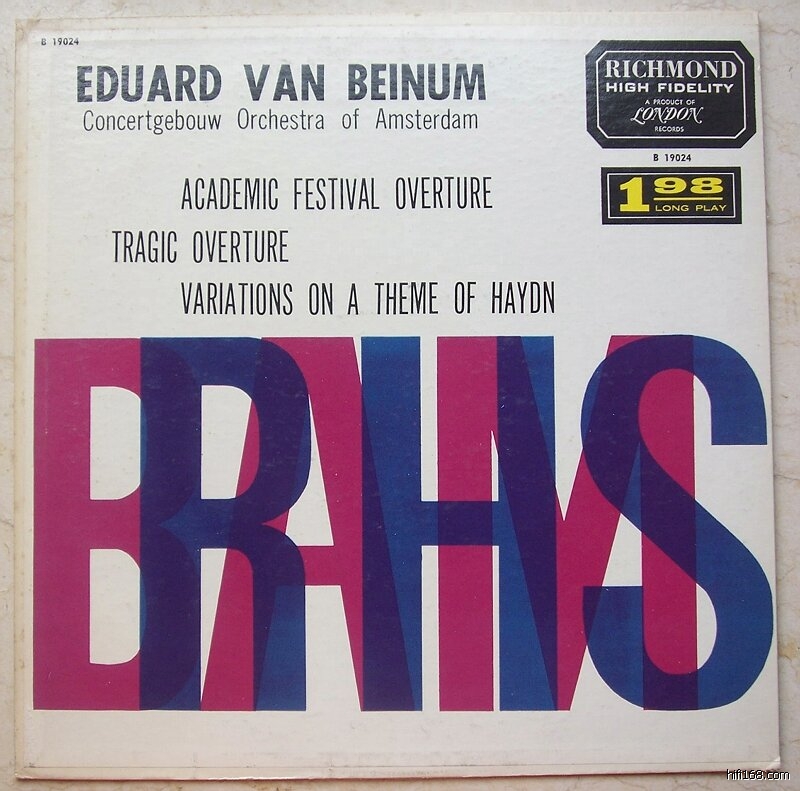 B 19024
EDUARD VAN BEINUM
Concertgebouw Orchestra of Amsterdam
RICHMOND
HIGH FIDELITY
A PRODUCT OF
LONDON
RECORDS
B 19024
1 98
LONG PLAY
ACADEMIC FESTIVAL OVERTURE
TRAGIC OVERTURE
VARIATIONS ON A THEME OF HAYDN
BRAHMS
hifi168.com